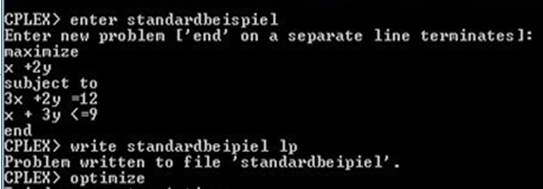 CPLEX> enter standardbeispiel
Enter new problem ['end' on a separate line terminates]:
maximize
x +2y
subject to
3x +2y =12
x + 3y <=9
end
CPLEX> write standardbeipiel lp
Problem written to file 'standardbeipiel'.
CPLEX> optimize